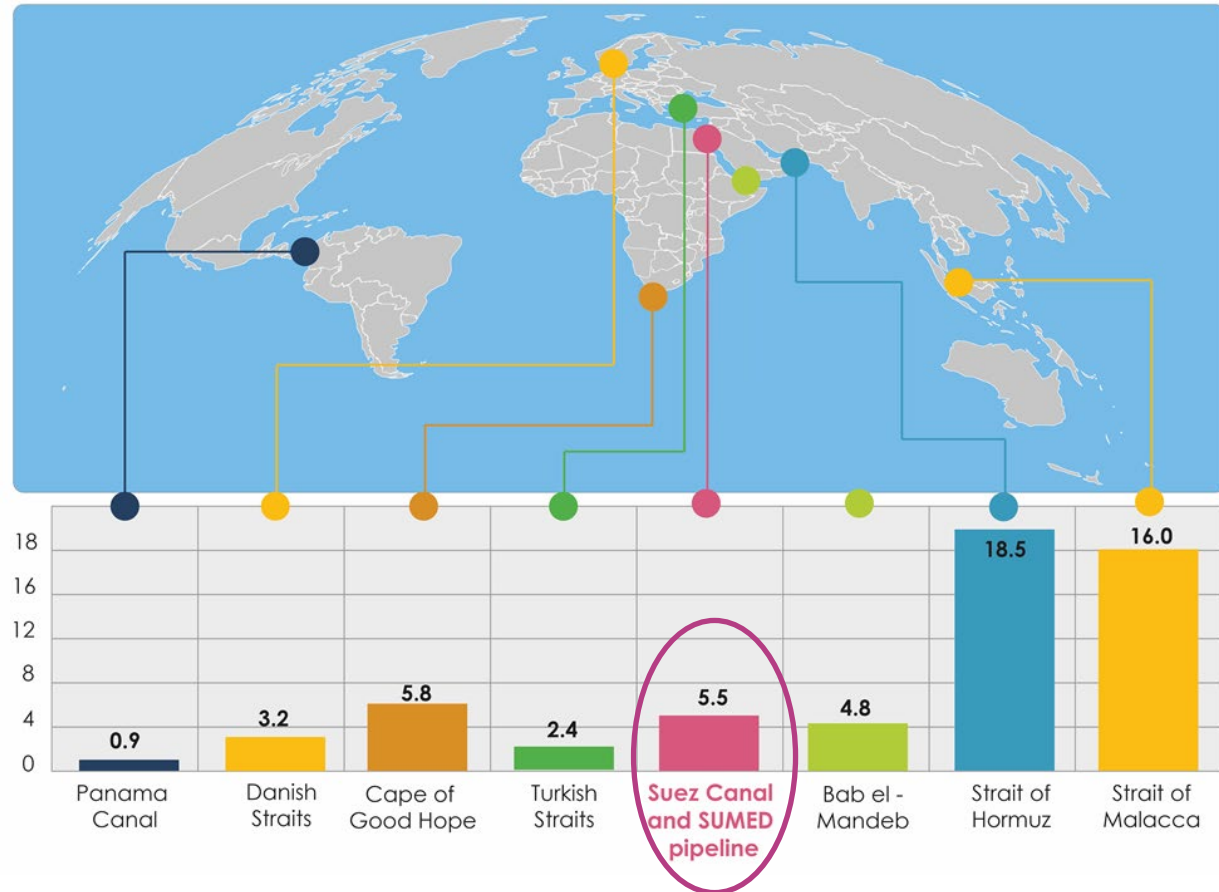 18
16
12
8
4
0
0.9
3.2
5.8
2.4
5.5
4.8
18.5
16.0
Panama
Canal
Danish
Straits
Cape of
Good Hope
Turkish
Straits
Suez Canal
and SUMED
pipeline
Bab el -
Mandeb
Strait of
Hormuz
Strait of
Malacca